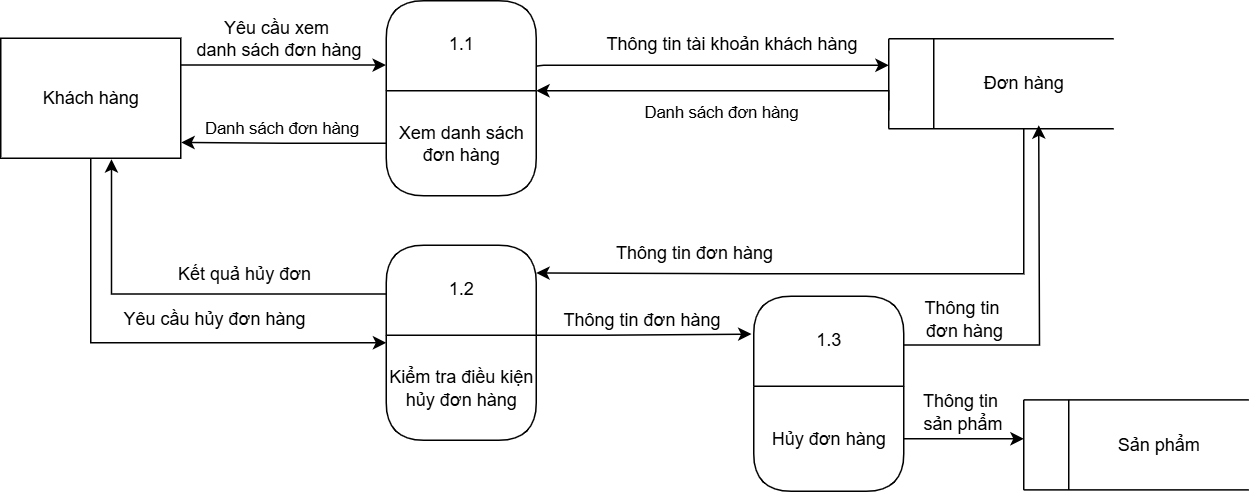 Yêu cầu xem
danh sách đơn hàng
1.1
Thông tin tài khoản khách hàng
Khách hàng
Đơn hàng
Danh sách đơn hàng
Danh sách đơn hàng
Xem danh sách
đơn hàng
Thông tin đơn hàng
Kết quả hủy đơn
1.2
Yêu cầu hủy đơn hàng
Thông tin đơn hàng
Thông tin
đơn hàng
1.3
Kiểm tra điều kiện
hủy đơn hàng
Thông tin
sản phẩm
Hủy đơn hàng
Sản phẩm